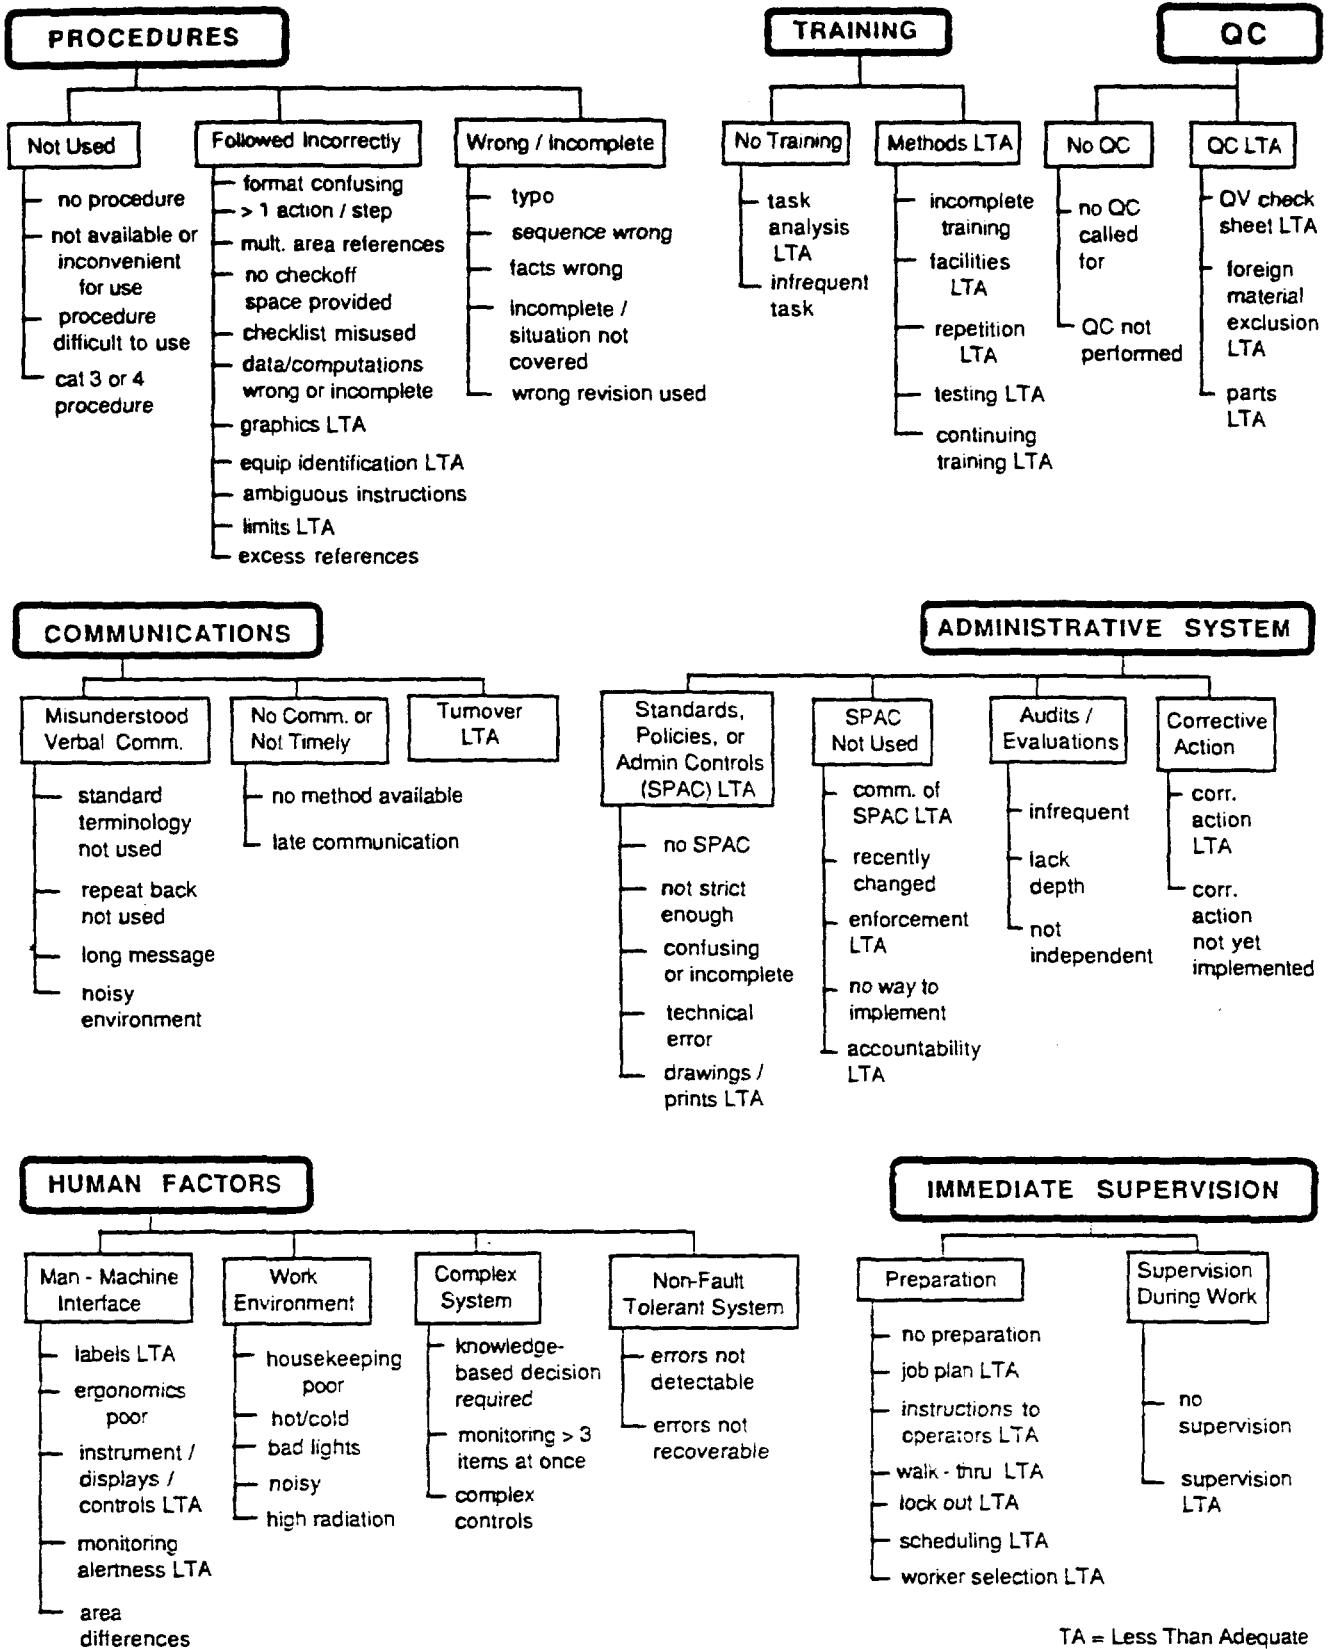 PROCEDURES
Not Used
no procedure
not available or
inconvenient
for use
procedure
difficult to use
cat 3 or 4
procedure
Followed Incorrectly
format confusing
> 1 action / step
mult. area references
no checkoff
space provided
checklist misused
data/computations
wrong or incomplete
graphics LTA
equip identification LTA
ambiguous instructions
limits LTA
excess references
Wrong / Incomplete
typo
sequence wrong
facts wrong
incomplete /
situation not
covered
wrong revision used
TRAINING
No Training
task
analysis
LTA
infrequent
task
Methods LTA
incomplete
training
facilities
LTA
repetition
LTA
testing LTA
continuing
training LTA
QC
No QC
no QC
called
for
QC not
performed
QC LTA
QV check
sheet LTA
foreign
material
exclusion
LTA
parts
LTA
COMMUNICATIONS
Misunderstood
Verbal Comm.
standard
terminology
not used
repeat back
not used
long message
noisy
environment
No Comm. or
Not Timely
no method available
late communication
Turnover
LTA
ADMINISTRATIVE SYSTEM
Standards,
Policies, or
Admin Controls
(SPAC) LTA
no SPAC
not strict
enough
confusing
or incomplete
technical
error
drawings /
prints LTA
SPAC
Not Used
comm. of
SPAC LTA
recently
changed
enforcement
LTA
no way to
implement
accountability
LTA
Audits /
Evaluations
infrequent
lack
depth
not
independent
Corrective
Action
corr.
action
LTA
corr.
action
not yet
implemented
HUMAN FACTORS
Man - Machine
Interface
labels LTA
ergonomics
poor
instrument /
displays /
controls LTA
monitoring
alertness LTA
area
differences
Work
Environment
housekeeping
poor
hot/cold
bad lights
noisy
high radiation
Complex
System
knowledge-
based decision
required
monitoring > 3
items at once
complex
controls
Non-Fault
Tolerant System
errors not
detectable
errors not
recoverable
IMMEDIATE SUPERVISION
Preparation
no preparation
job plan LTA
instructions to
operators LTA
walk - thru LTA
lock out LTA
scheduling LTA
worker selection LTA
Supervision
During Work
no
supervision
supervision
LTA
TA = Less Than Adequate